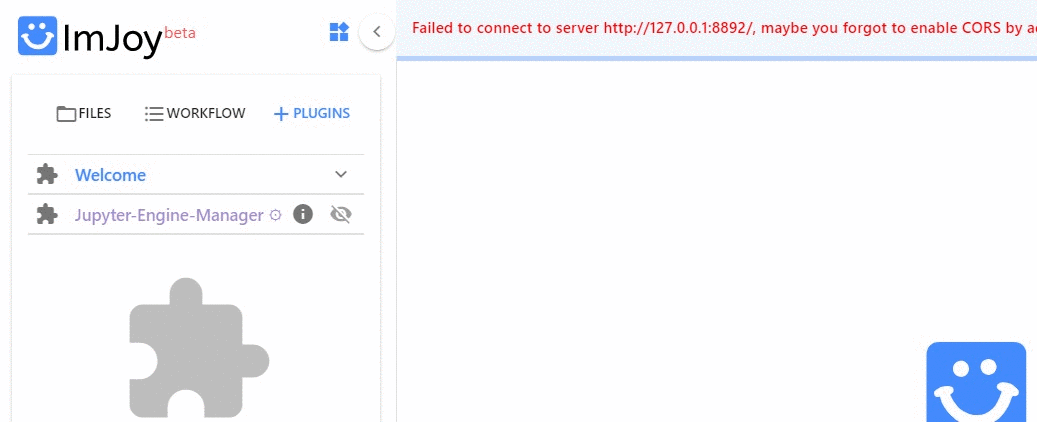 ImJoy beta
Failed to connect to server http://127.0.0.1:8892/, maybe you forgot to enable CORS by
FILES WORKFLOW PLUGINS
Welcome
Jupyter-Engine-Manager